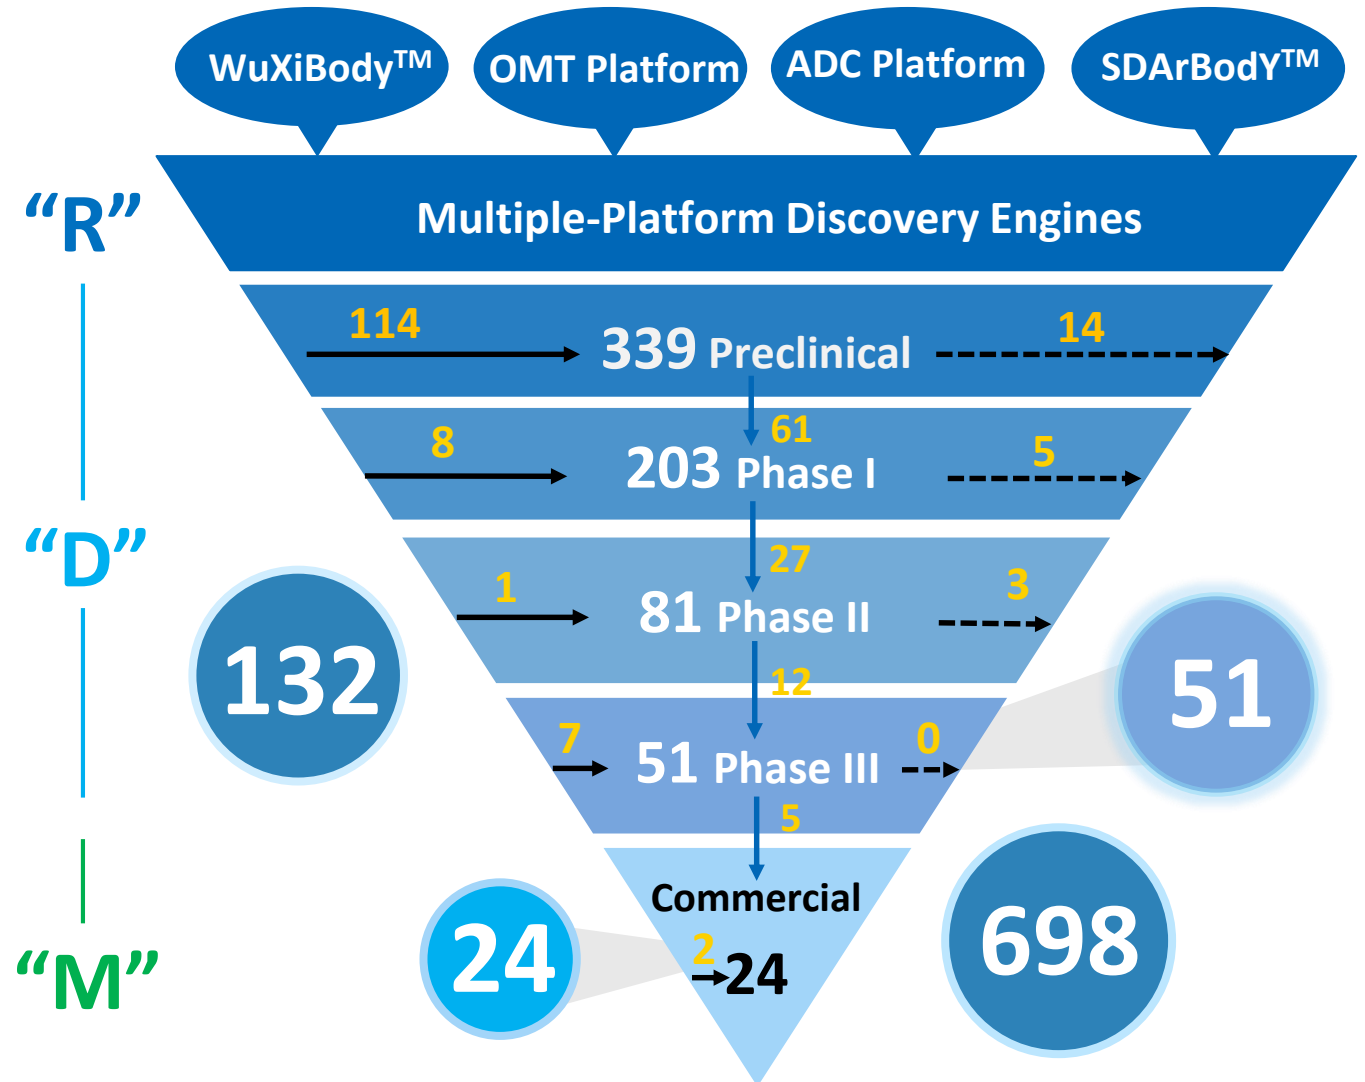 WuXiBody™
OMT Platform
ADC Platform
SDArBodY™
“R”
Multiple-Platform Discovery Engines
114
339 Preclinical
14
61
8
203 Phase I
5
“D”
27
1
81 Phase II
3
132
12
51
7
51 Phase III
0
5
Commercial
24
2
24
698
“M”